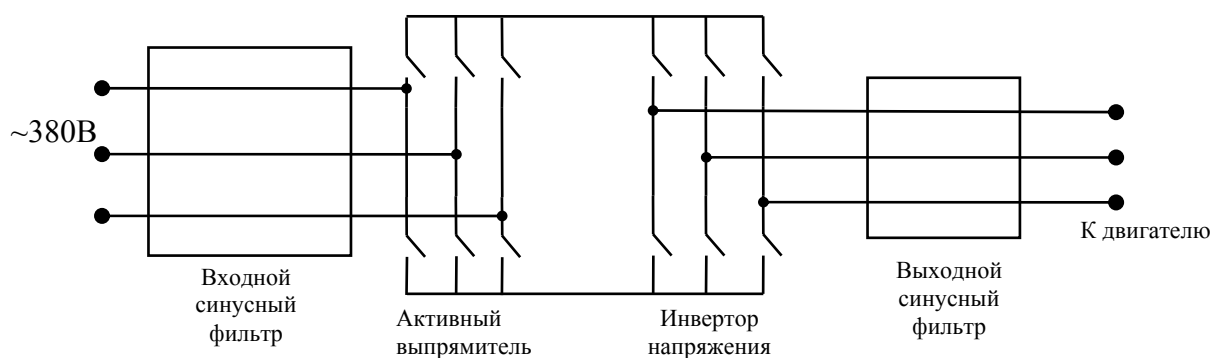 ~380В
Входной
синусный
фильтр
Активный
выпрямитель
Инвертор
напряжения
Выходной
синусный
фильтр
К двигателю